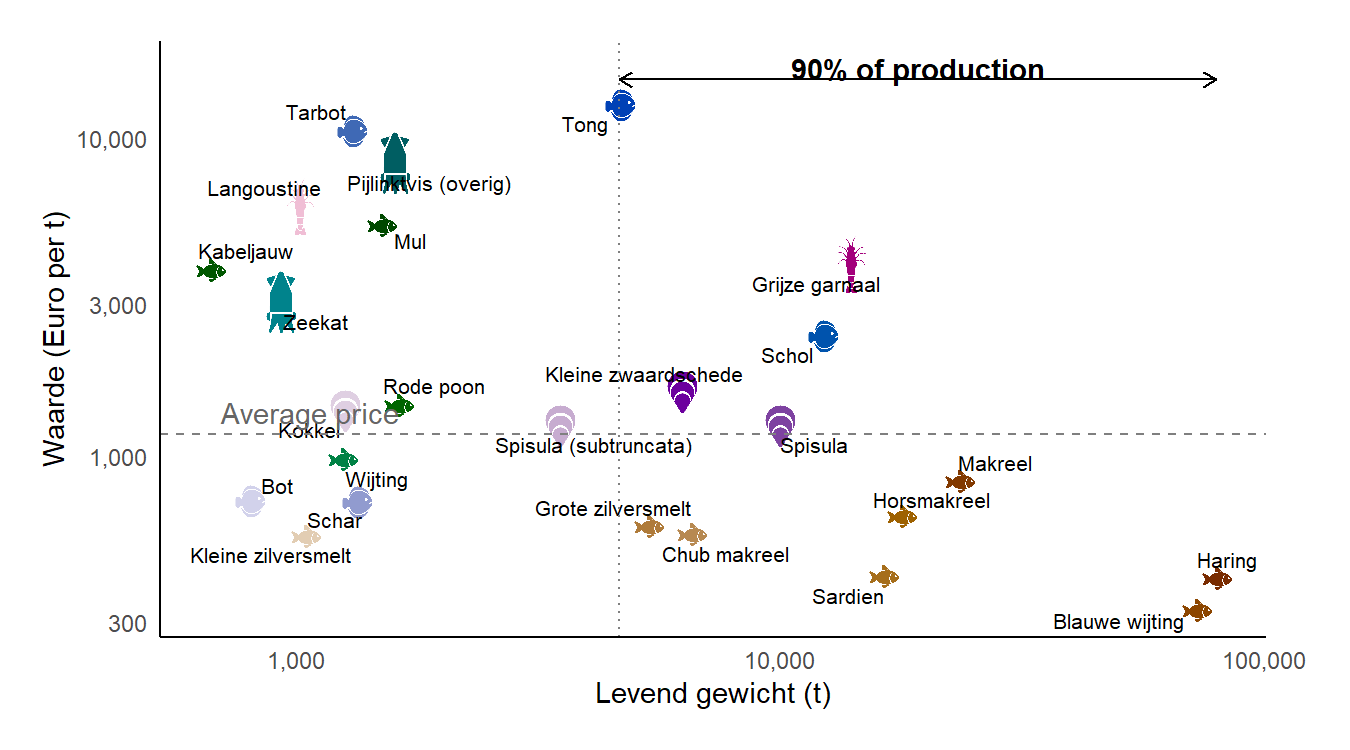 90% of production
Tarbot
Tong
10,000
Pijlinktvis (overig)
Langoustine
Mul
Kabeljauw
Grijze garnaal
3,000
Zeekat
Schol
Kleine zwaardschede
Rode poon
Average price
Kokkel
Spisula (subtruncata)
Spisula
1,000
Makreel
Wijting
Bot
Horsmakreel
Grote zilversmelt
Schar
Kleine zilversmelt
Chub makreel
Haring
Sardien
Blauwe wijting
300
1,000
10,000
100,000
Levend gewicht (t)
Waarde (Euro per t)